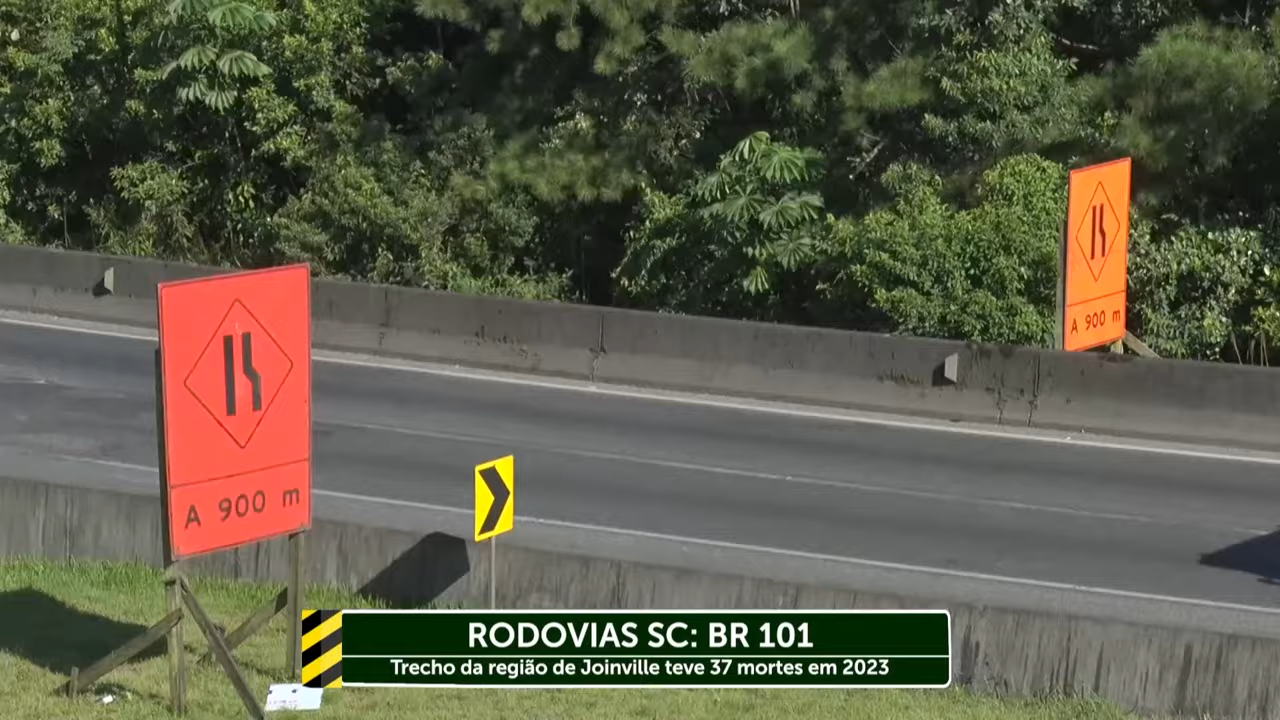 A 900 m
A 900 m
RODOVIAS SC: BR 101
Trecho da região de Joinville teve 37 mortes em 2023